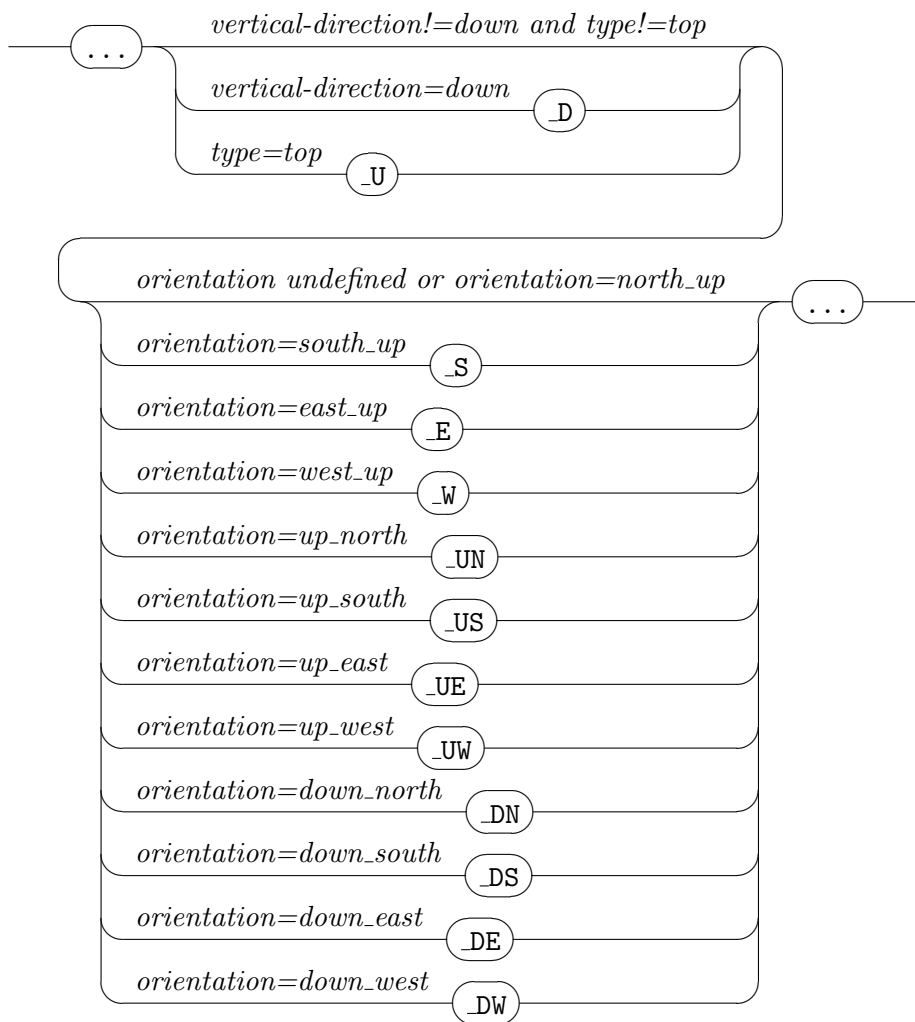 vertical-direction!=down and type!=top
...
vertical-direction=down
_D
type=top
_U
orientation undefined or orientation=north_up
...
orientation=south_up
_S
orientation=east_up
_E
orientation=west_up
_W
orientation=up_north
_UN
orientation=up_south
_US
orientation=up_east
_UE
orientation=up_west
_UW
orientation=down_north
_DN
orientation=down_south
_DS
orientation=down_east
_DE
orientation=down_west
_DW